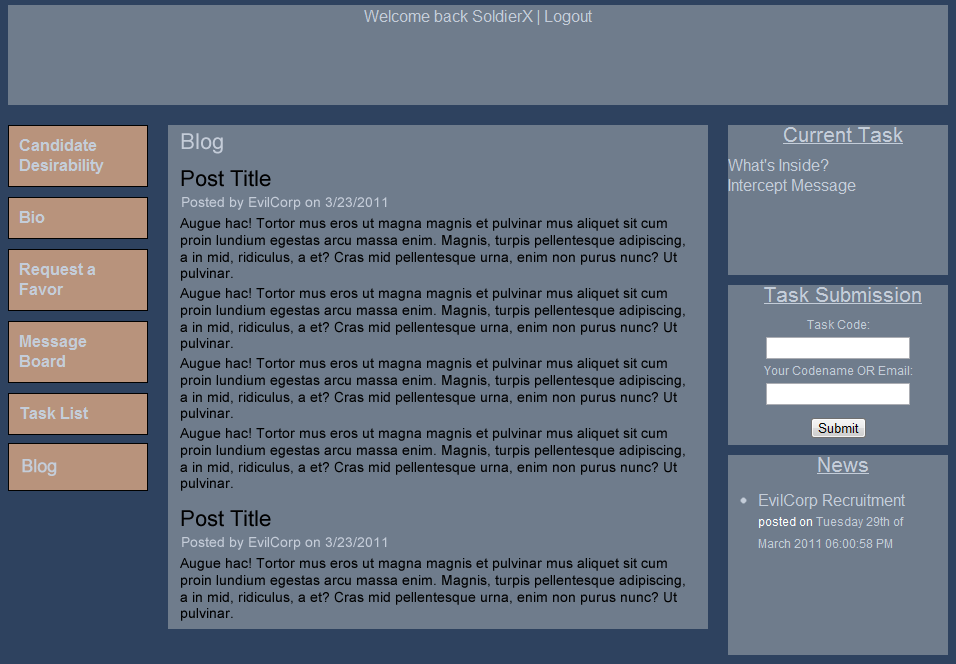 Welcome back SoldierX | Logout
Candidate
Desirability
Bio
Request a
Favor
Message
Board
Task List
Blog
Blog
Post Title
Posted by EvilCorp on 3/23/2011
Augue hac! Tortor mus eros ut magna magnis et pulvinar mus aliquet sit cum
proin lundium egestas arcu massa enim. Magnis, turpis pellentesque adipiscing,
a in mid, ridiculus, a et? Cras mid pellentesque urna, enim non purus nunc? Ut
pulvinar.
Augue hac! Tortor mus eros ut magna magnis et pulvinar mus aliquet sit cum
proin lundium egestas arcu massa enim. Magnis, turpis pellentesque adipiscing,
a in mid, ridiculus, a et? Cras mid pellentesque urna, enim non purus nunc? Ut
pulvinar.
Augue hac! Tortor mus eros ut magna magnis et pulvinar mus aliquet sit cum
proin lundium egestas arcu massa enim. Magnis, turpis pellentesque adipiscing,
a in mid, ridiculus, a et? Cras mid pellentesque urna, enim non purus nunc? Ut
pulvinar.
Augue hac! Tortor mus eros ut magna magnis et pulvinar mus aliquet sit cum
proin lundium egestas arcu massa enim. Magnis, turpis pellentesque adipiscing,
a in mid, ridiculus, a et? Cras mid pellentesque urna, enim non purus nunc? Ut
pulvinar.
Post Title
Posted by EvilCorp on 3/23/2011
Augue hac! Tortor mus eros ut magna magnis et pulvinar mus aliquet sit cum
proin lundium egestas arcu massa enim. Magnis, turpis pellentesque adipiscing,
a in mid, ridiculus, a et? Cras mid pellentesque urna, enim non purus nunc? Ut
pulvinar.
Current Task
What's Inside?
Intercept Message
Task Submission
Task Code:
Your Codename OR Email:
Submit
News
• EvilCorp Recruitment
posted on Tuesday 29th of
March 2011 06:00:58 PM